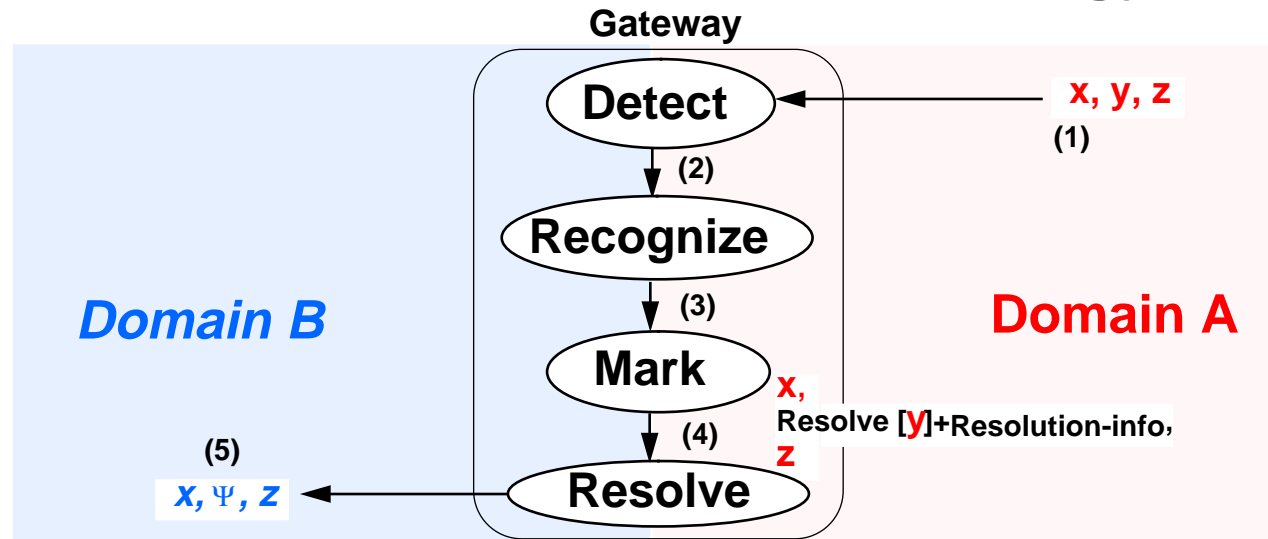 Gateway
Detect
x, y, z
(1)
(2)
Recognize
(3)
Domain B
Domain A
Mark
x,
Resolve [y]+Resolution-info,
z
(4)
(5)
x, Ψ, z
Resolve